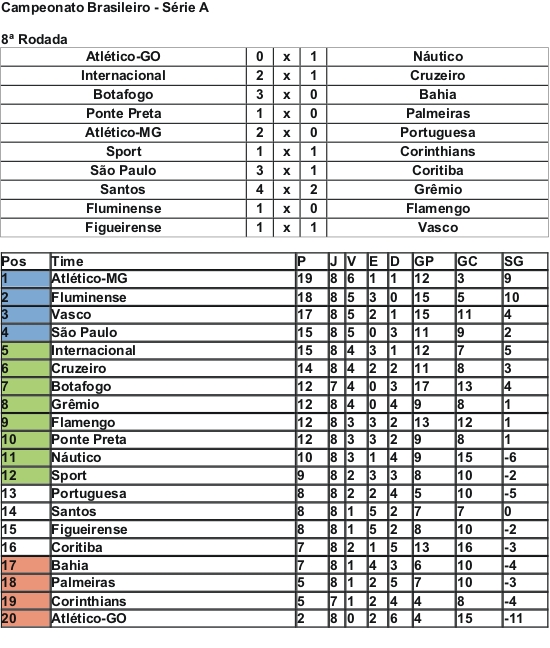 Campeonato Brasileiro - Série A
8ª Rodada
Atlético-GO 0 x 1 Náutico
Internacional 2 x 1 Cruzeiro
Botafogo 3 x 0 Bahia
Ponte Preta 1 x 0 Palmeiras
Atlético-MG 2 x 0 Portuguesa
Sport 1 x 1 Corinthians
São Paulo 3 x 1 Coritiba
Santos 4 x 2 Grêmio
Fluminense 1 x 0 Flamengo
Figueirense 1 x 1 Vasco
Pos Time P J V E D GP GC SG
1 Atlético-MG 19 8 6 1 1 12 3 9
2 Fluminense 18 8 5 3 0 15 5 10
3 Vasco 17 8 5 2 1 15 11 4
4 São Paulo 15 8 5 0 3 11 9 2
5 Internacional 15 8 4 3 1 12 7 5
6 Cruzeiro 14 8 4 2 2 11 8 3
7 Botafogo 12 7 4 0 3 17 13 4
8 Grêmio 12 8 4 0 4 9 8 1
9 Flamengo 12 8 3 3 2 13 12 1
10 Ponte Preta 12 8 3 3 2 9 8 1
11 Náutico 10 8 3 1 4 9 15 -6
12 Sport 9 8 2 3 3 8 10 -2
13 Portuguesa 8 8 2 2 4 5 10 -5
14 Santos 8 8 1 5 2 7 7 0
15 Figueirense 8 8 1 5 2 8 10 -2
16 Coritiba 7 8 2 1 5 13 16 -3
17 Bahia 7 8 1 4 3 6 10 -4
18 Palmeiras 5 8 1 2 5 7 10 -3
19 Corinthians 5 7 1 2 4 4 8 -4
20 Atlético-GO 2 8 0 2 6 4 15 -11